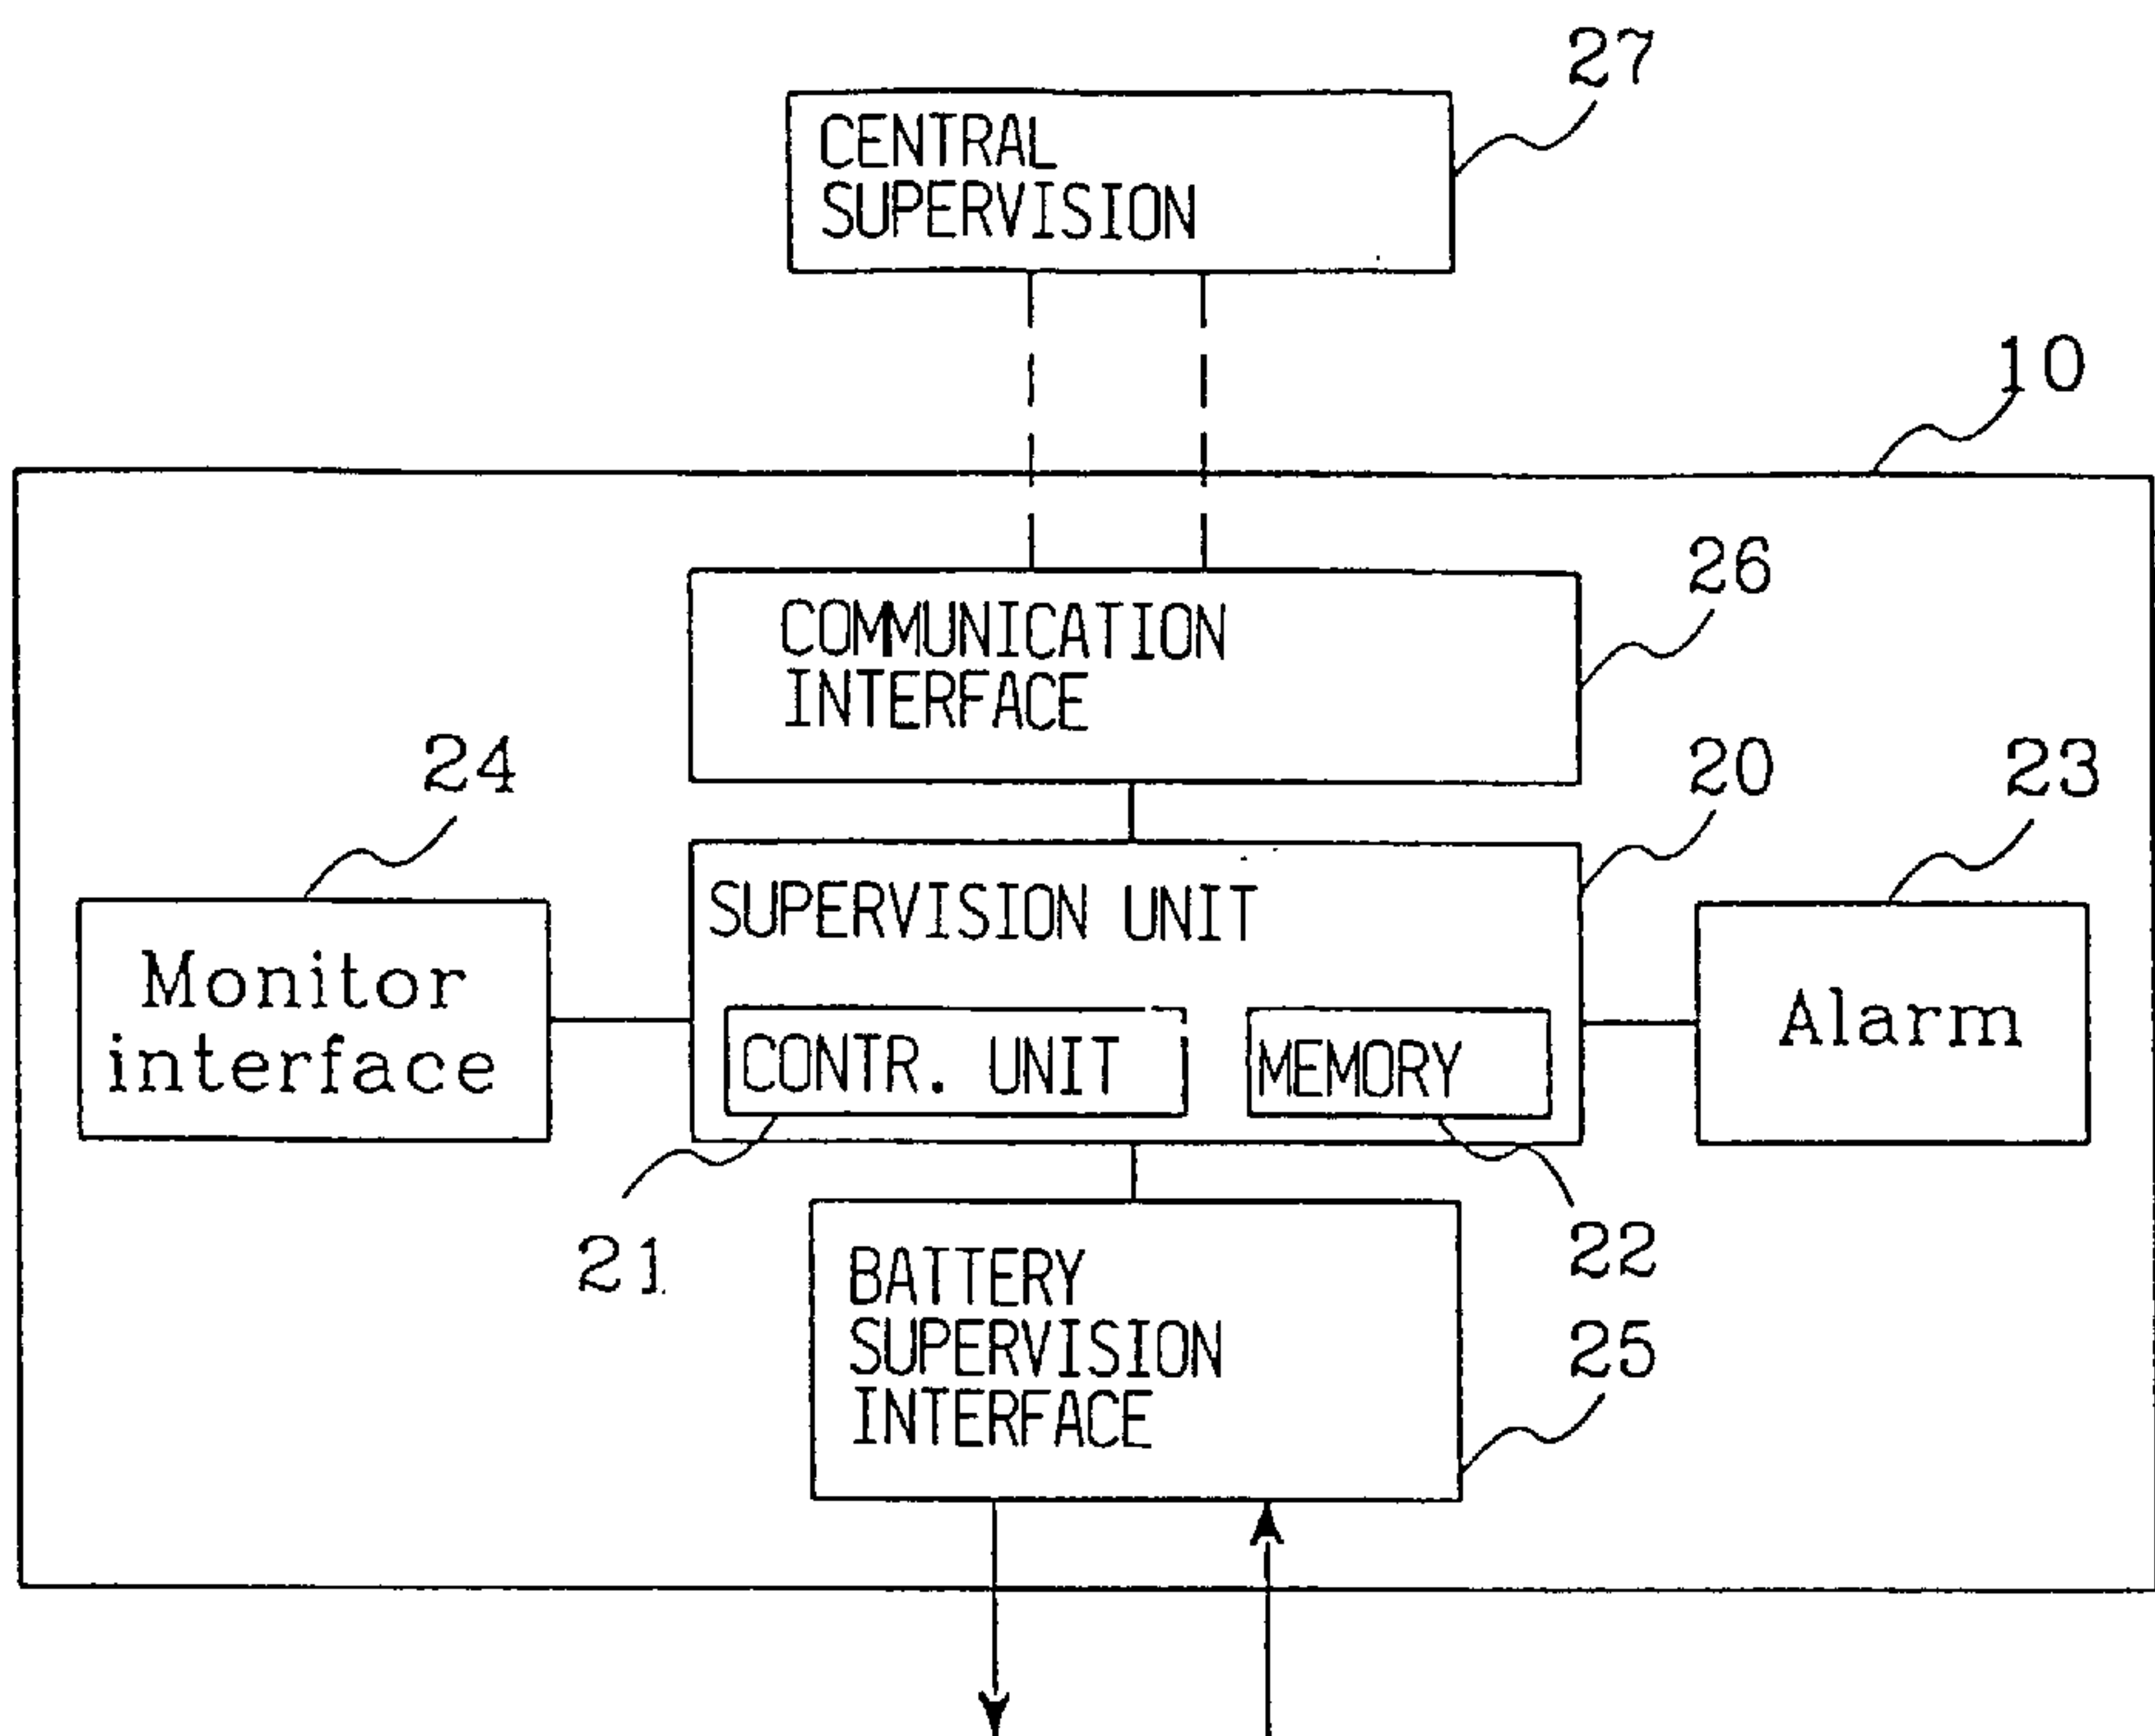 27
CENTRAL
SUPERVISION
10
26
COMMUNICATION
INTERFACE
24
20
23
SUPERVISION UNIT
Monitor
interface
Alarm
CONTR. UNIT
MEMORY
21
22
BATTERY
SUPERVISION
INTERFACE
25